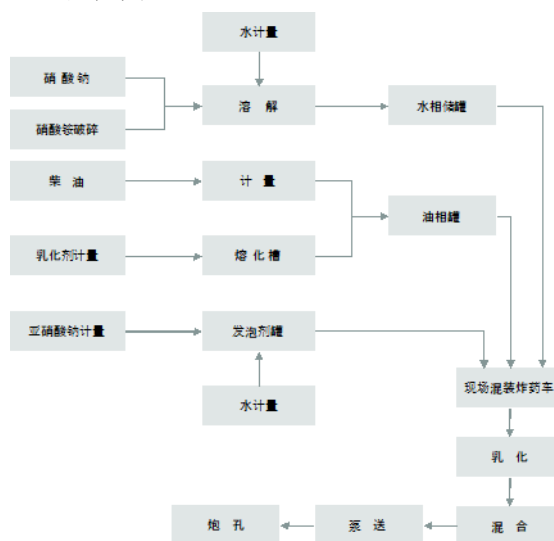 水计量
硝酸钠
溶解
水相储罐
硝酸铵破碎
柴油
计量
油相罐
乳化剂计量
熔化槽
亚硝酸钠计量
发泡剂罐
水计量
现场混装炸药车
乳化
炮孔
泵送
混合